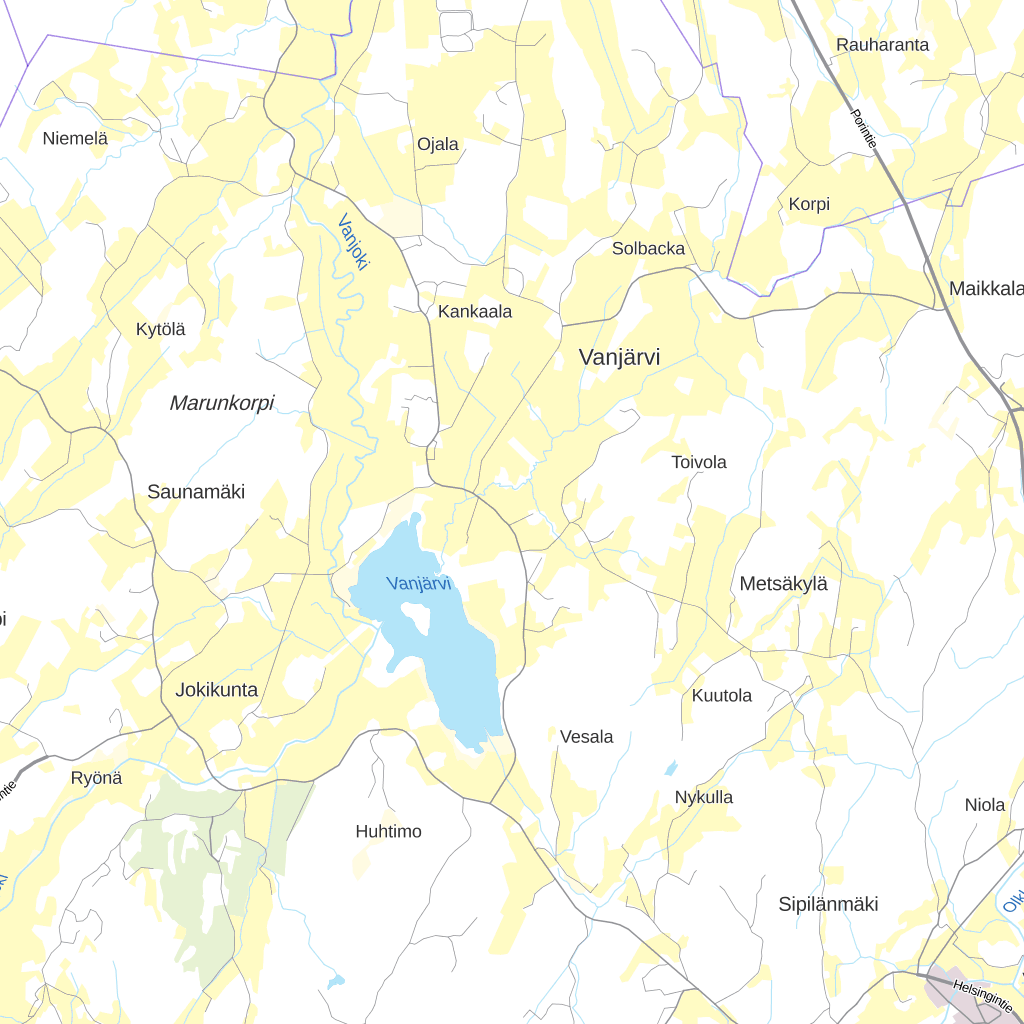 Rauharanta
Porintie
Niemelä
Ojala
Korpi
Vanjoki
Solbacka
Maikkala
Kankaala
Kytölä
Vanjärvi
Marunkorpi
Toivola
Saunamäki
Vanjärvi
Metsäkylä
Jokikunta
Kuutola
Vesala
Ryönä
Nykulla
Niola
Huhtimo
Sipilänmäki
Helsingintie